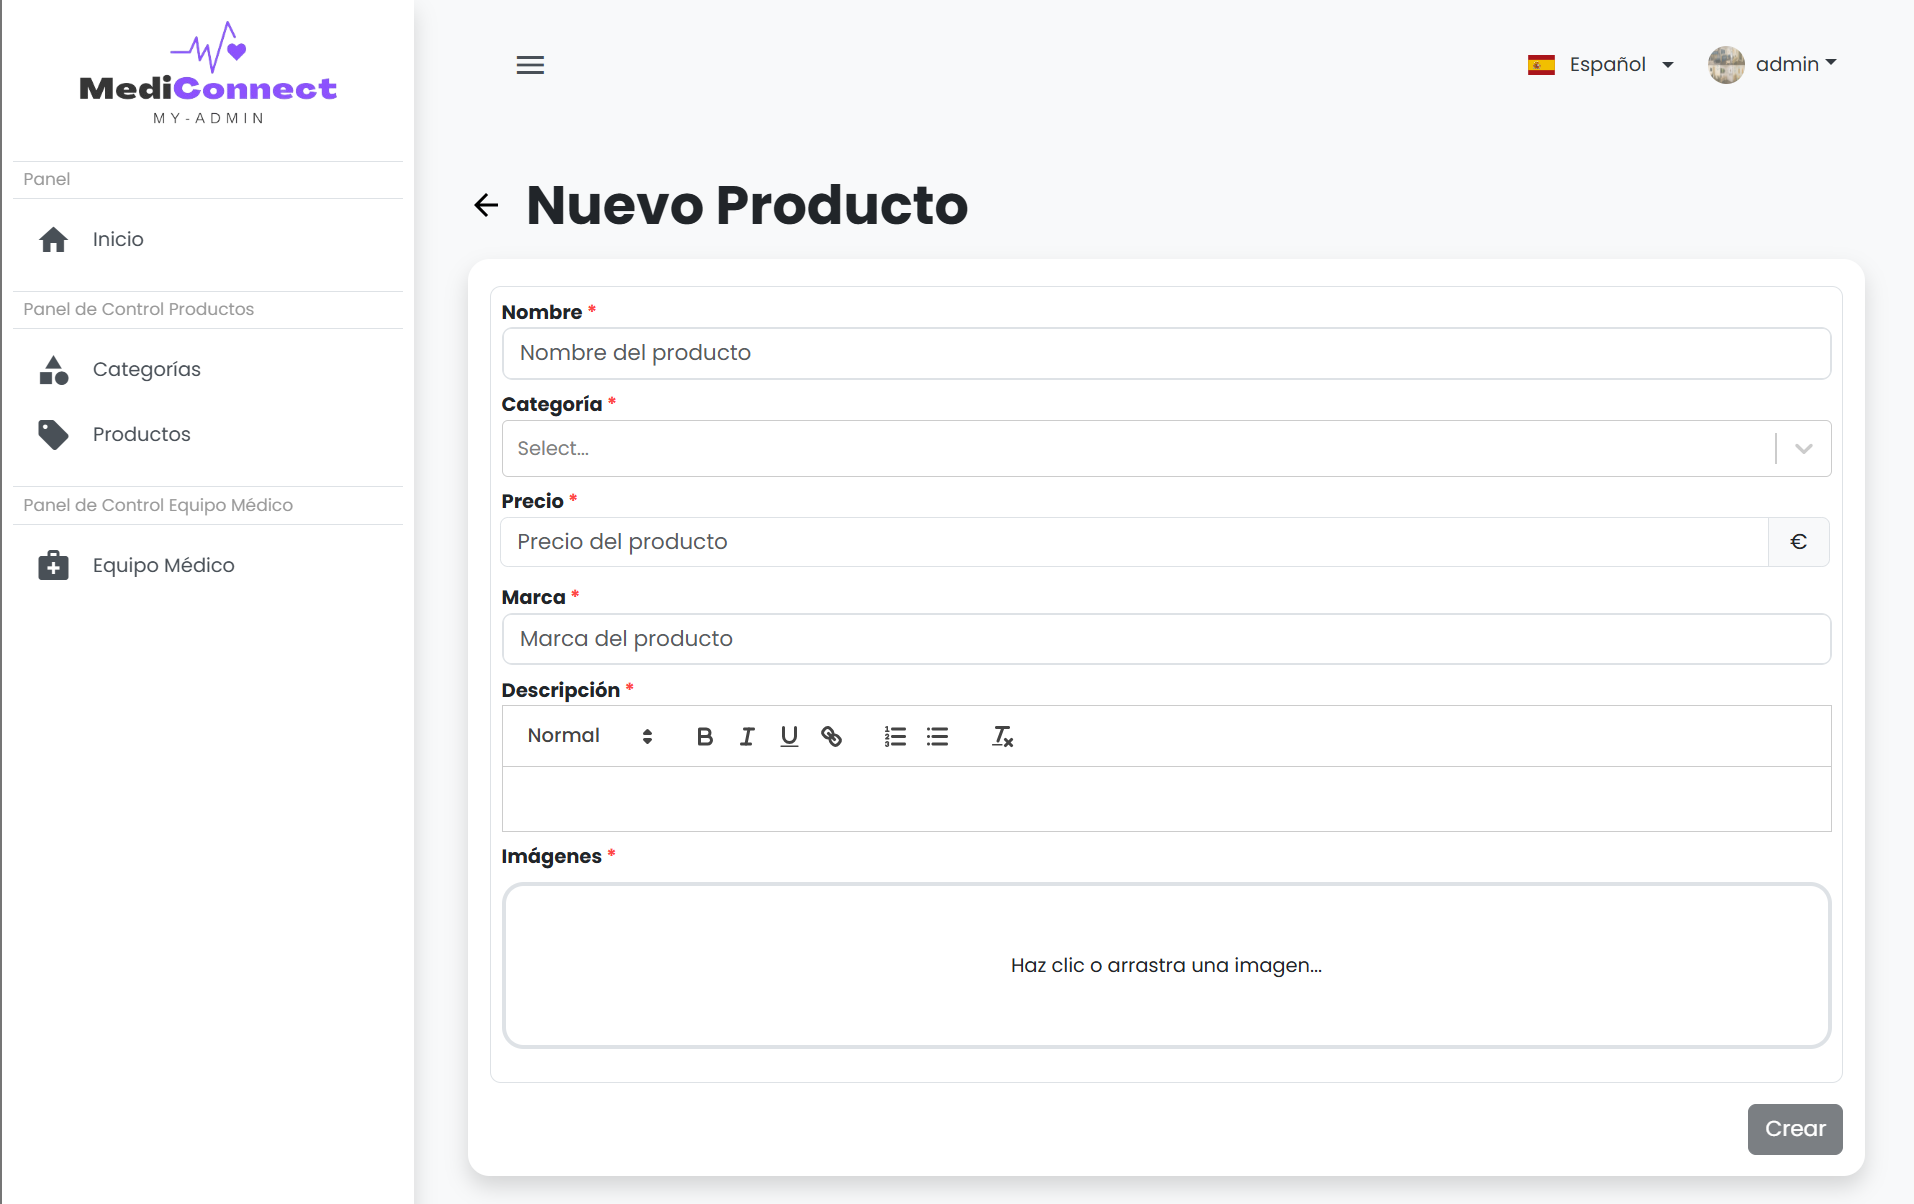 MediConnect
MY-ADMIN
Panel
Inicio
Panel de Control Productos
Categorías
Productos
Panel de Control Equipo Médico
Equipo Médico
Español
admin
Nuevo Producto
Nombre *
Nombre del producto
Categoría *
Select...
Precio *
Precio del producto
€
Marca *
Marca del producto
Descripción *
Normal
Imágenes *
Haz clic o arrastra una imagen...
Crear